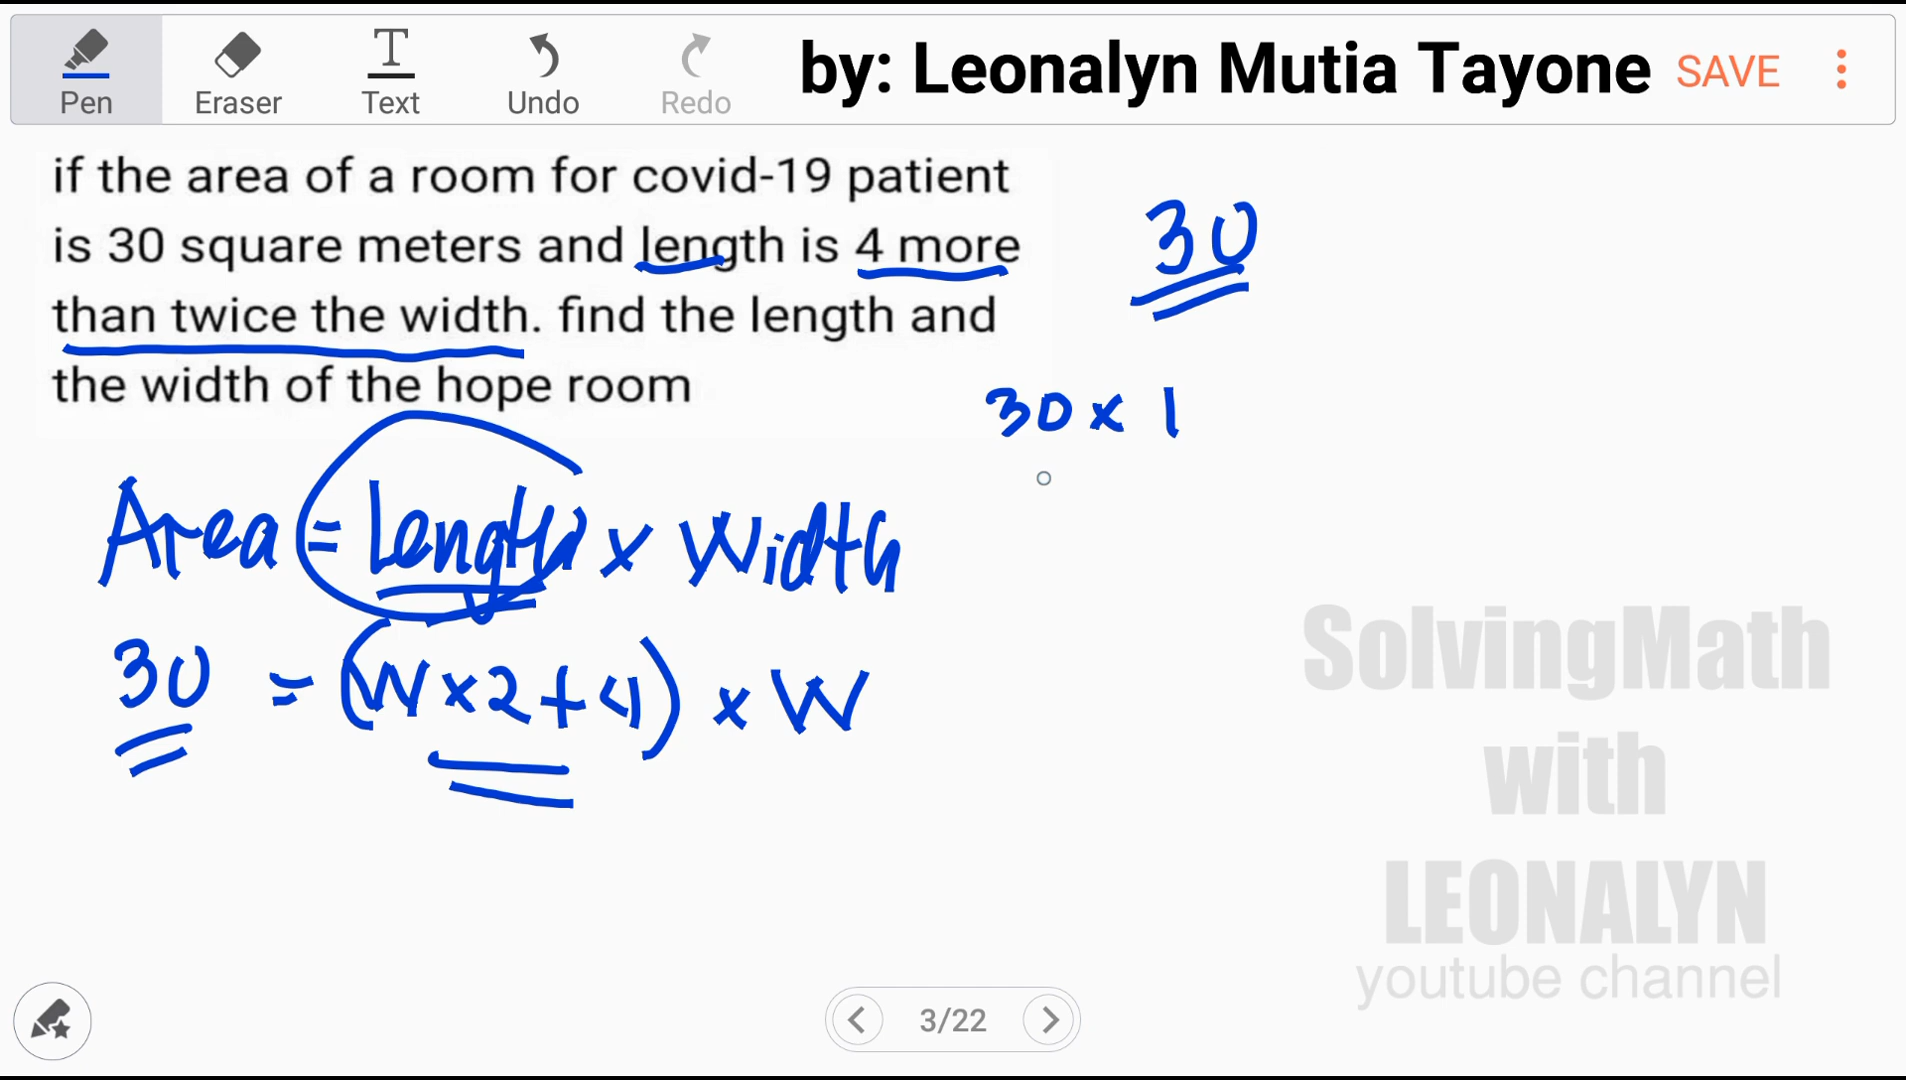 Pen
Eraser
Text
Undo
Redo
by: Leonalyn Mutia Tayone
SAVE
if the area of a room for covid-19 patient
is 30 square meters and length is 4 more
than twice the width. find the length and
the width of the hope room
30
30 x 1
Area = Length x Width
30 = (W x 2 + 4) x W
SolvingMath
with
LEONALYN
youtube channel
3/22